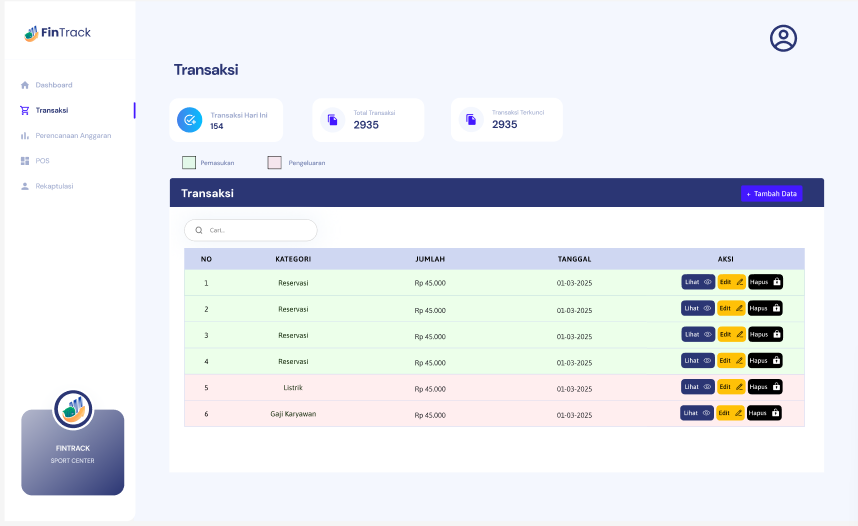 FinTrack
Dashboard
Transaksi
Perencanaan Anggaran
POS
Rekaptulasi
FINTRACK
SPORT CENTER
Transaksi
Transaksi Hari Ini
154
Total Transaksi
2935
Transaksi Terkunci
2935
Pemasukan Pengeluaran
Transaksi + Tambah Data
Cari...
NO KATEGORI JUMLAH TANGGAL AKSI
1 Reservasi Rp 45.000 01-03-2025 Lihat Edit Hapus
2 Reservasi Rp 45.000 01-03-2025 Lihat Edit Hapus
3 Reservasi Rp 45.000 01-03-2025 Lihat Edit Hapus
4 Reservasi Rp 45.000 01-03-2025 Lihat Edit Hapus
5 Listrik Rp 45.000 01-03-2025 Lihat Edit Hapus
6 Gaji Karyawan Rp 45.000 01-03-2025 Lihat Edit Hapus